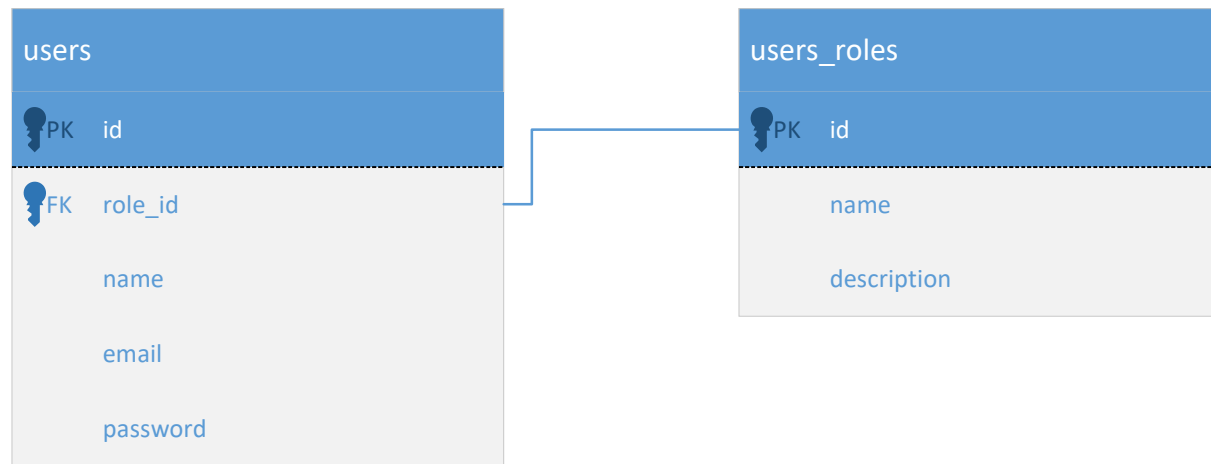 users
PK id
FK role_id
name
email
password
users_roles
PK id
name
description